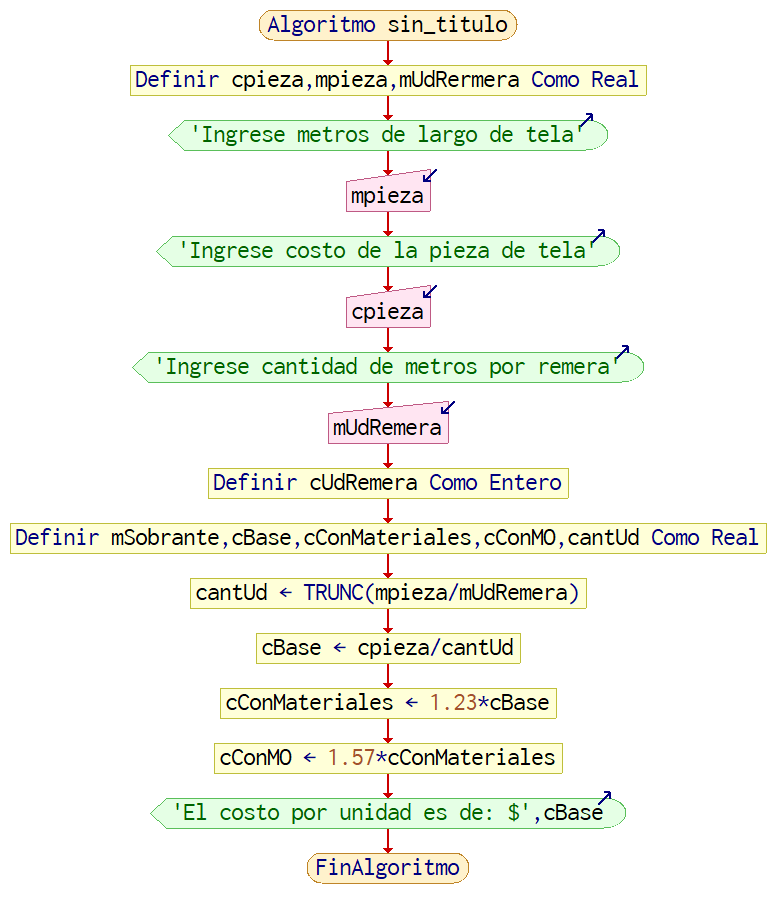 Algoritmo sin_titulo
Definir cpieza,mpieza,mUdRermera Como Real
'Ingrese metros de largo de tela'
mpieza
'Ingrese costo de la pieza de tela'
cpieza
'Ingrese cantidad de metros por remera'
mUdRemera
Definir cUdRemera Como Entero
Definir mSobrante,cBase,cConMateriales,cConMO,cantUd Como Real
cantUd ← TRUNC(mpieza/mUdRemera)
cBase ← cpieza/cantUd
cConMateriales ← 1.23*cBase
cConMO ← 1.57*cConMateriales
'El costo por unidad es de: $',cBase
FinAlgoritmo